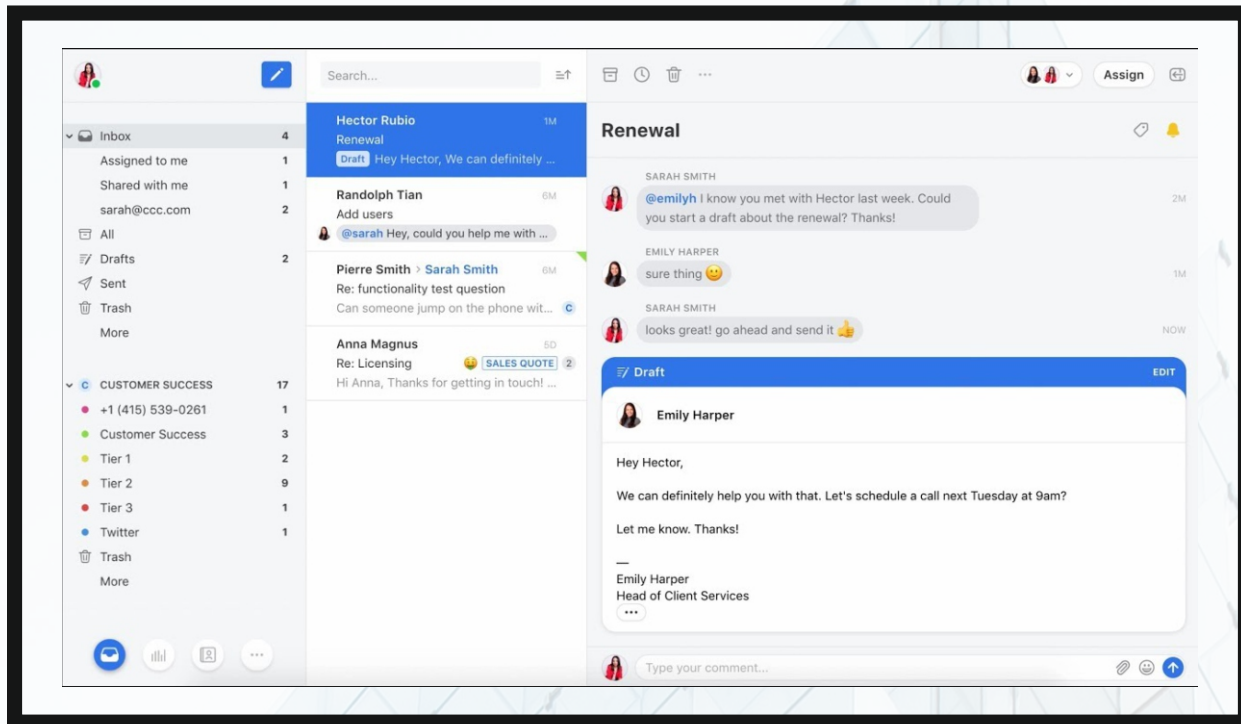 Inbox 4
Assigned to me 1
Shared with me 1
sarah@ccc.com 2
All
Drafts 2
Sent
Trash
More
C CUSTOMER SUCCESS 17
+1 (415) 539-0261 1
Customer Success 3
Tier 1 2
Tier 2 9
Tier 3 1
Twitter 1
Trash
More
Search...
Hector Rubio 1M
Renewal
Draft Hey Hector, We can definitely ...
Randolph Tian 6M
Add users
@sarah Hey, could you help me with ...
Pierre Smith > Sarah Smith 6M
Re: functionality test question
Can someone jump on the phone wit... C
Anna Magnus 5D
Re: Licensing SALES QUOTE 2
Hi Anna, Thanks for getting in touch! ...
Assign
Renewal
SARAH SMITH
@emilyh I know you met with Hector last week. Could 2M
you start a draft about the renewal? Thanks!
EMILY HARPER
sure thing 🙂 1M
SARAH SMITH
looks great! go ahead and send it 👍 NOW
Draft EDIT
Emily Harper
Hey Hector,
We can definitely help you with that. Let's schedule a call next Tuesday at 9am?
Let me know. Thanks!
—
Emily Harper
Head of Client Services
Type your comment...